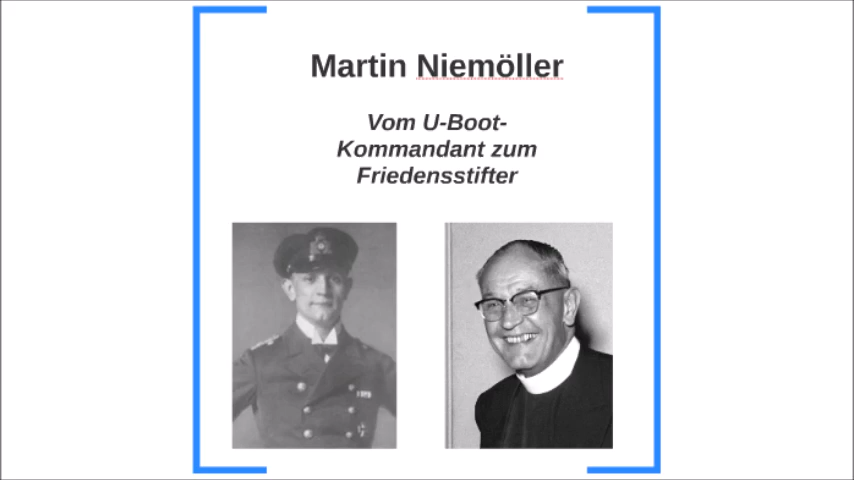 Martin Niemöller
Vom U-Boot-
Kommandant zum
Friedensstifter